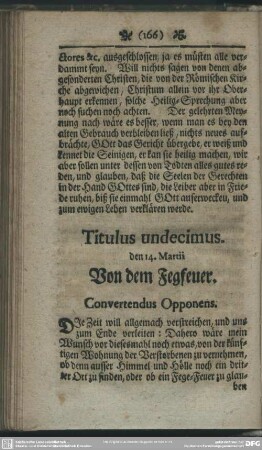 (166)
ctores &c. ausgeschlossen ja es müsten alle ver-
dammt seyn. Will nichts sagen von denen ab-
gesonderten Christen, die von der Römischen Kir-
che abgewichen, Christum allein vor ihr Ober-
haupt erkennen, solche Heilig-Sprechung aber
noch suchen noch achten. Der gelehrten Mey-
nung nach wäre es besser, wenn man es bey den
alten Gebrauch verbleiben ließ, nichts neues auf-
brächte, GOtt das Gericht übergebe, er weiß und
kennet die Seinigen, er kan sie heilig machen, wir
aber sollen unter dessen von Todten alles gutes re-
den, und glauben, daß die Seelen der Gerechten
in der Hand GOttes sind, die Leiber aber in Frie-
de ruhen, biß sie einmahl GOtt auferwecken, und
zum ewigen Leben verklären werde.
Titulus undecimus.
den 14. Martii
Von dem Fegfeuer.
Convertendus Opponens.
DIe Zeit will allgemach verstreichen, und uns
zum Ende verleiten: Dahero wäre mein
Wunsch vor diesesmahl noch etwas, von der künf-
tigen Wohnung der Verstorbenen zu vernehmen,
ob denn ausser Himmel und Hölle noch ein drit-
ter Ort zu finden, oder ob ein Fege-Feuer zu glau-
ben